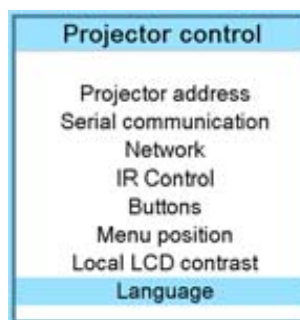 Projector control
Projector address
Serial communication
Network
IR Control
Buttons
Menu position
Local LCD contrast
Language